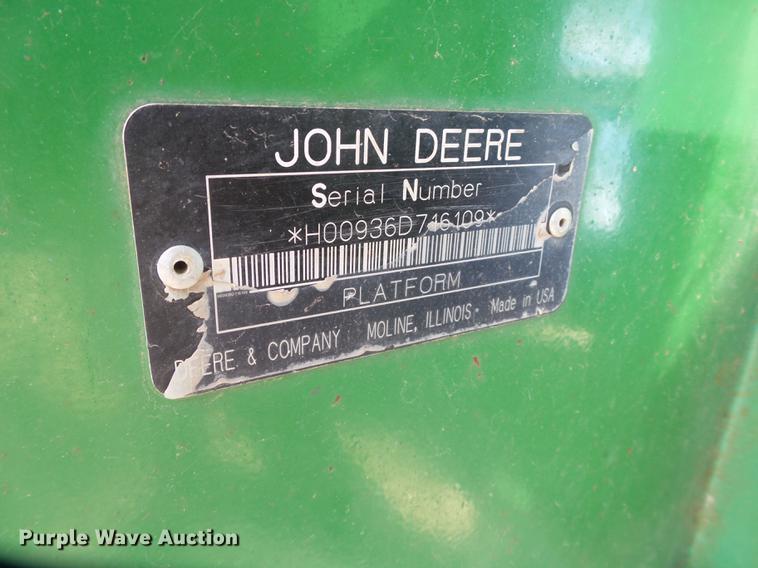 JOHN DEERE
Serial Number
*H00936D716109*
PLATFORM
DEERE & COMPANY MOLINE, ILLINOIS Made in USA
Purple Wave Auction